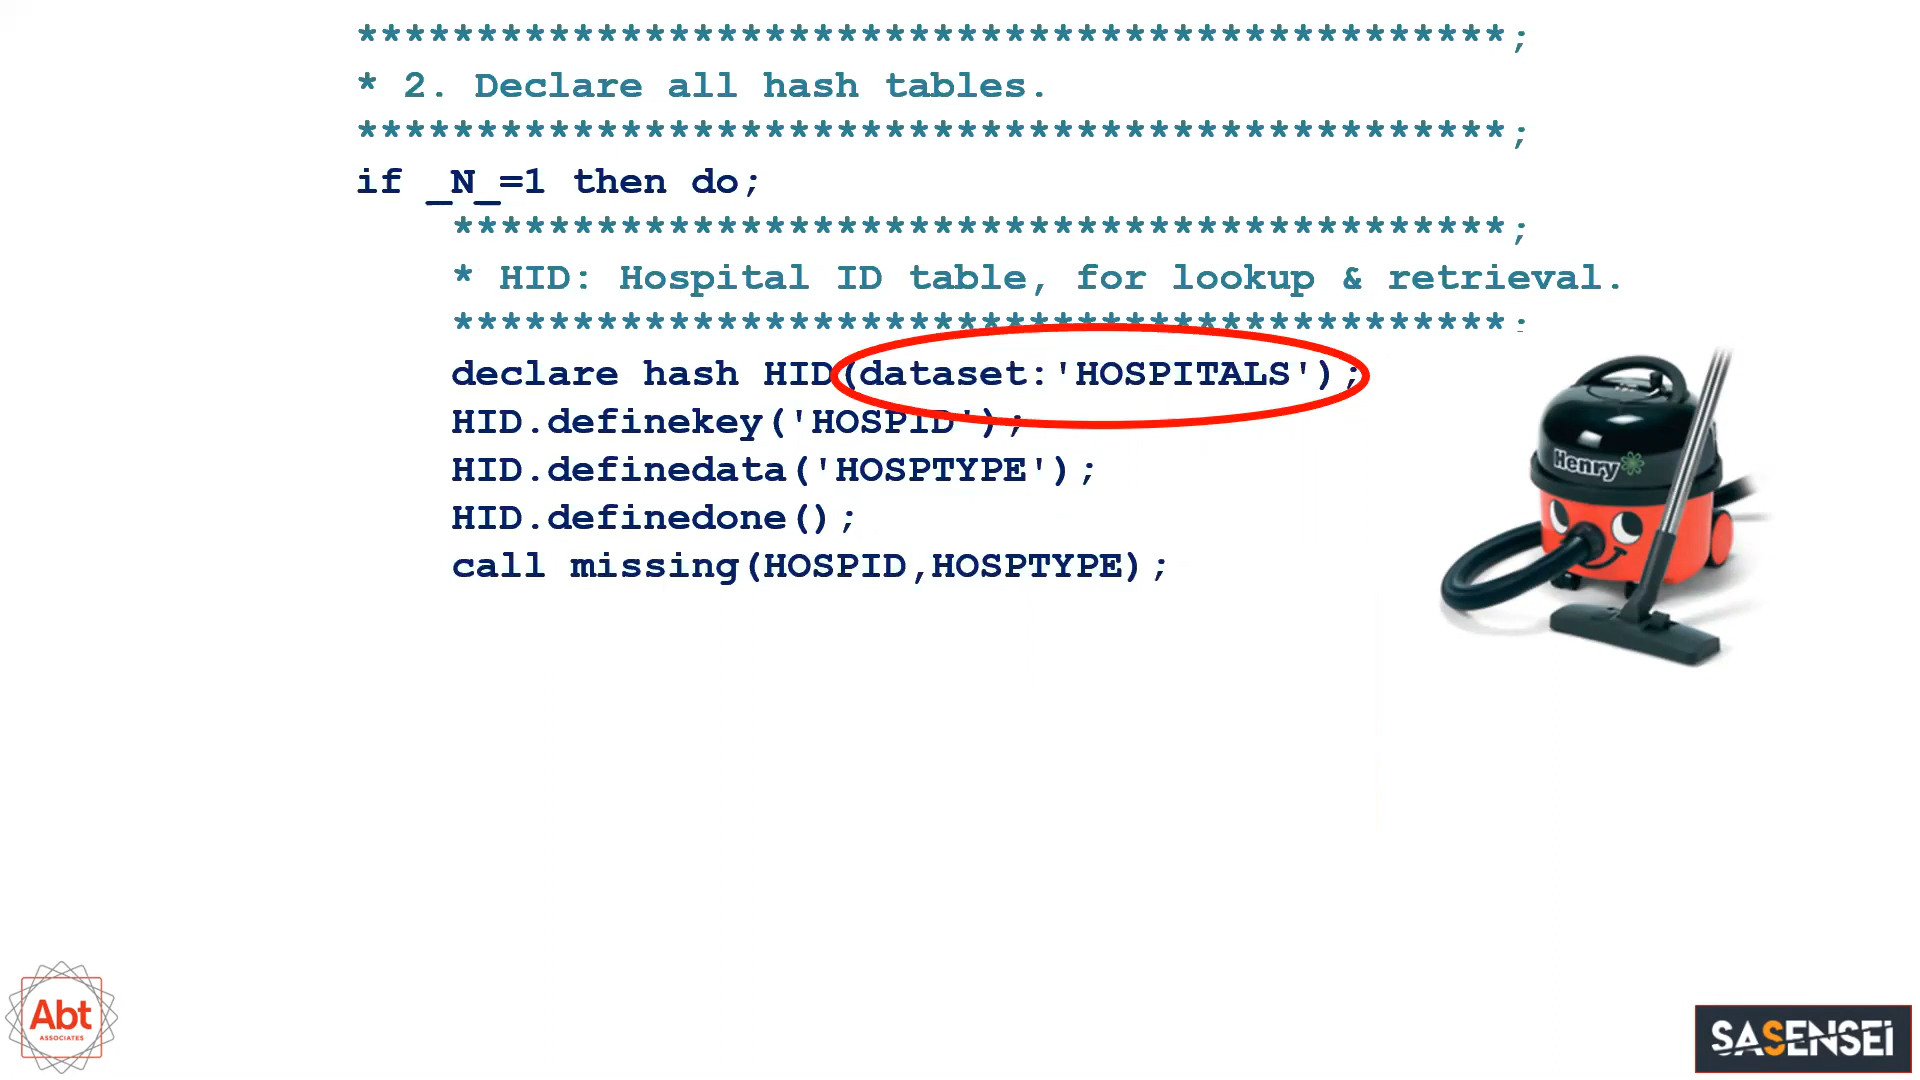 ************************************************;
* 2. Declare all hash tables.
************************************************;
if _N_=1 then do;
********************************************;
* HID: Hospital ID table, for lookup & retrieval.
********************************************;
declare hash HID(dataset:'HOSPITALS');
HID.definekey('HOSPID');
HID.definedata('HOSPTYPE');
HID.definedone();
call missing(HOSPID,HOSPTYPE);
Henry
Abt
ASSOCIATES
SASENSEI